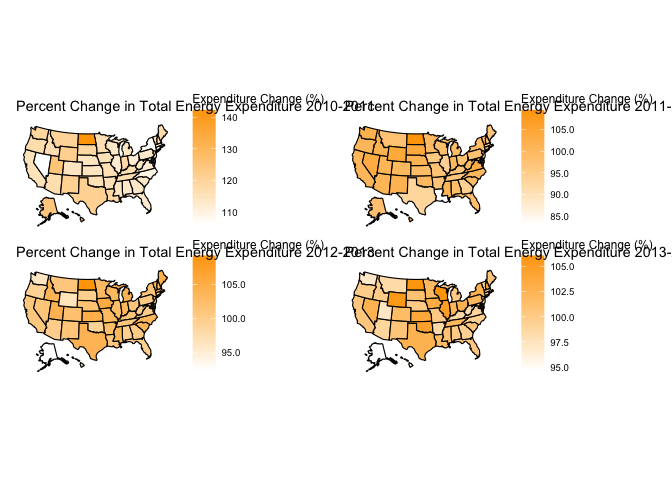 Expenditure Change (%)
Percent Change in Total Energy Expenditure 2010-2011
140
130
120
110
Expenditure Change (%)
Percent Change in Total Energy Expenditure 2011-
105.0
100.0
95.0
90.0
85.0
Expenditure Change (%)
Percent Change in Total Energy Expenditure 2012-2013
105.0
100.0
95.0
Expenditure Change (%)
Percent Change in Total Energy Expenditure 2013-
105.0
102.5
100.0
97.5
95.0